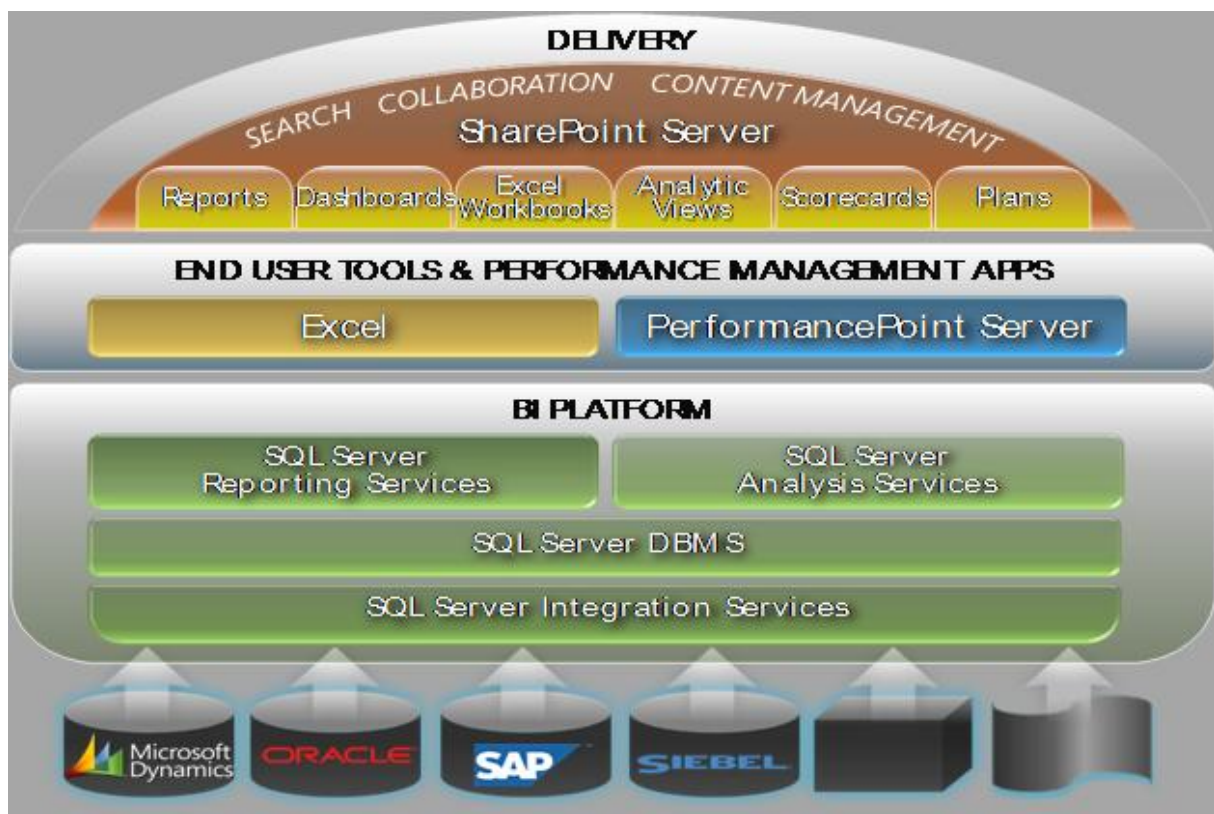 DELIVERY
SEARCH COLLABORATION CONTENT MANAGEMENT
SharePoint Server
Reports
Dashboards
Excel
Workbooks
Analytic
Views
Scorecards
Plans
END USER TOOLS & PERFORMANCE MANAGEMENT APPS
Excel
PerformancePoint Server
BI PLATFORM
SQL Server
Reporting Services
SQL Server
Analysis Services
SQL Server DBMS
SQL Server Integration Services
Microsoft
Dynamics
ORACLE
SAP
SIEBEL